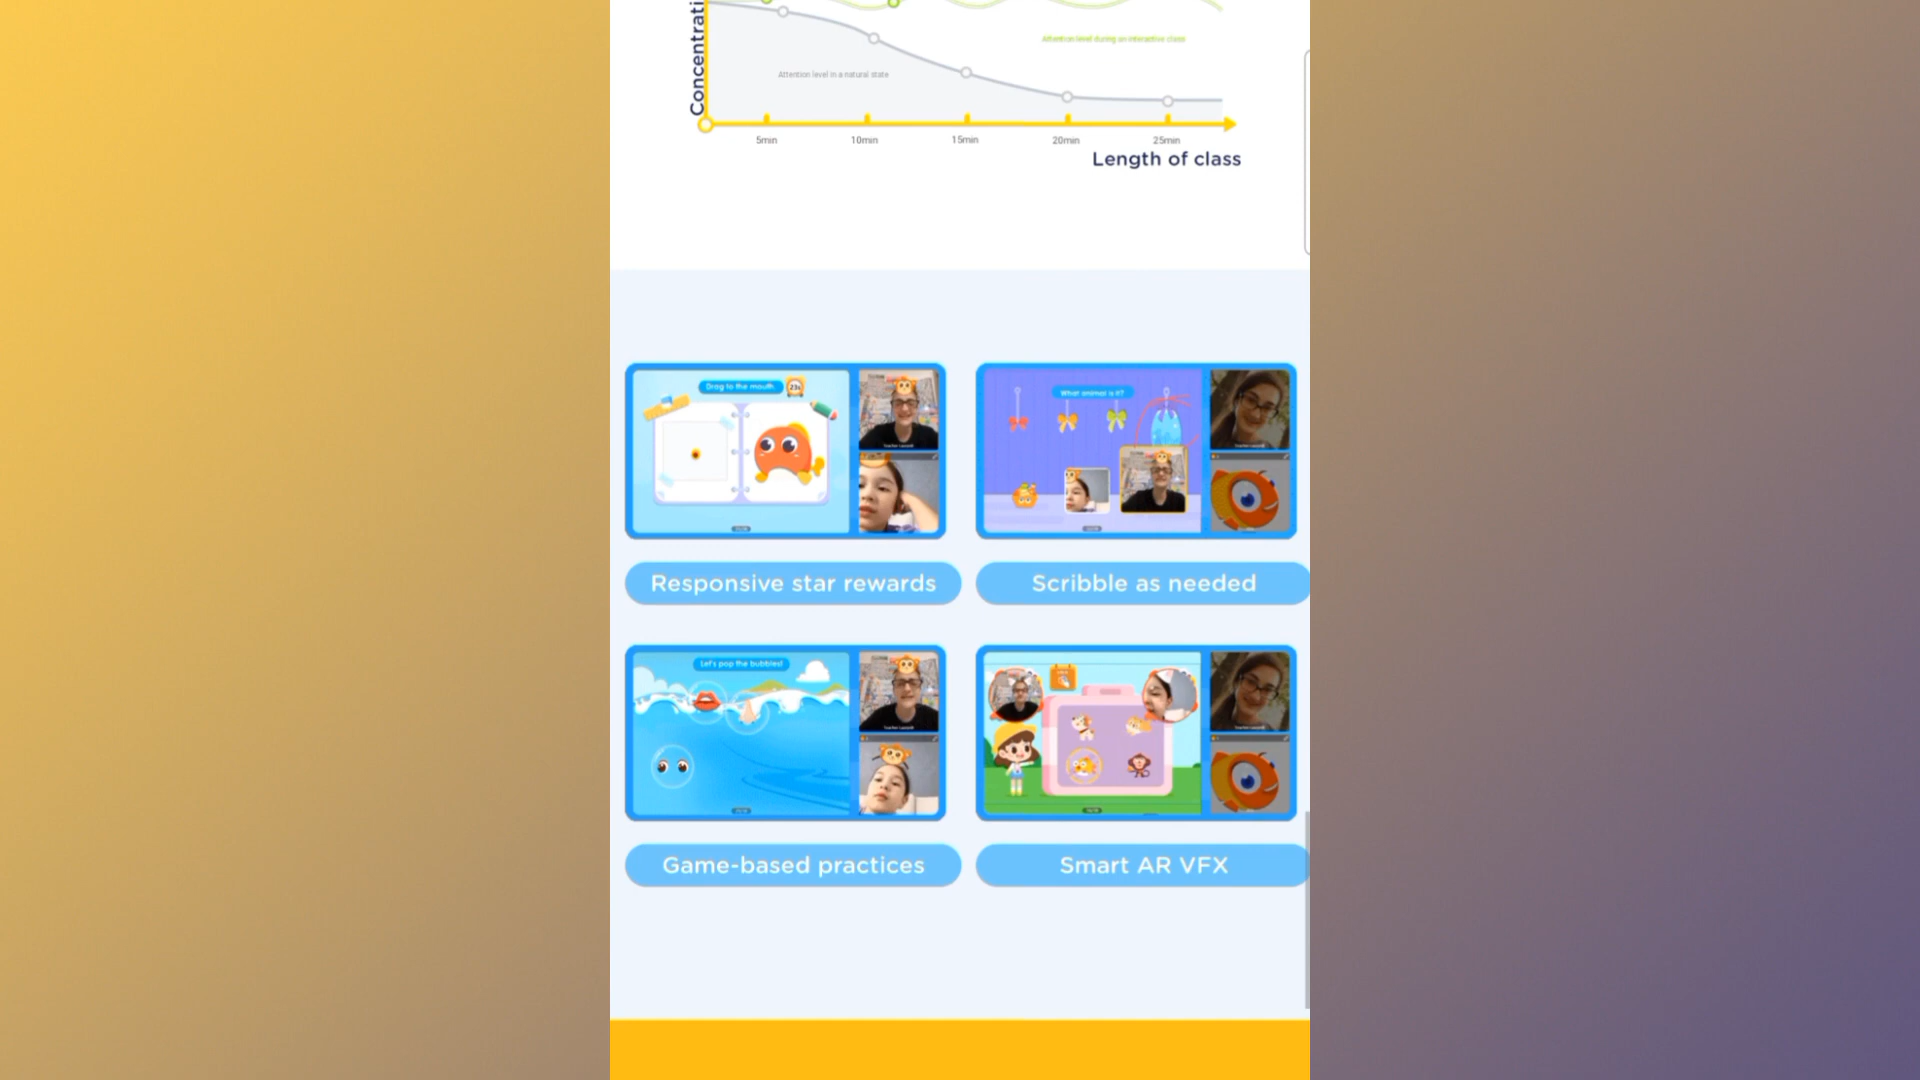 Concentrati
Attention level during an interactive class
Attention level in a natural state
5min
10min
15min
20min
25min
Length of class
Drag to the mouth.
23s
What animal is it?
Responsive star rewards
Scribble as needed
Let's pop the bubbles!
Game-based practices
Smart AR VFX